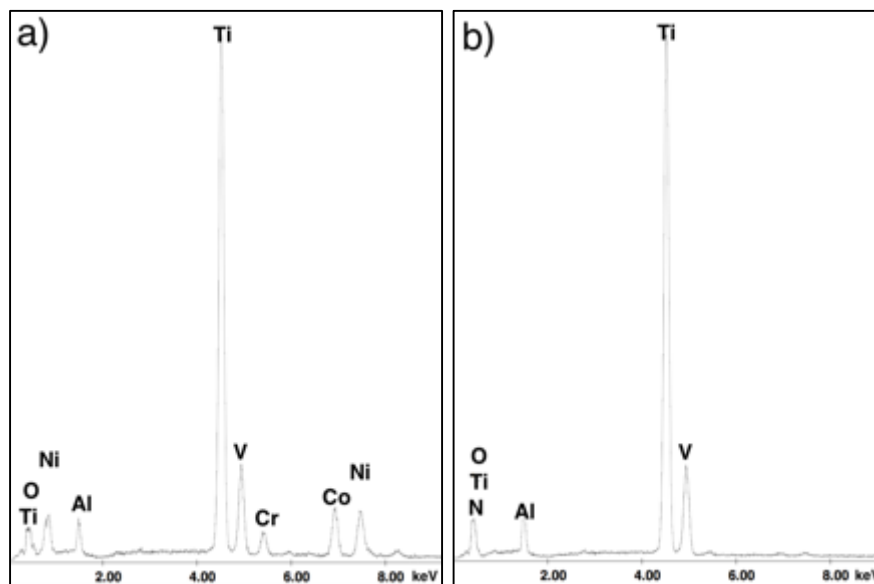 a)
Ti
Ni
O
Ti
Al
V
Cr
Co
Ni
2.00
4.00
6.00
8.00 keV
b)
Ti
O
Ti
N
Al
V
2.00
4.00
6.00
8.00 keV